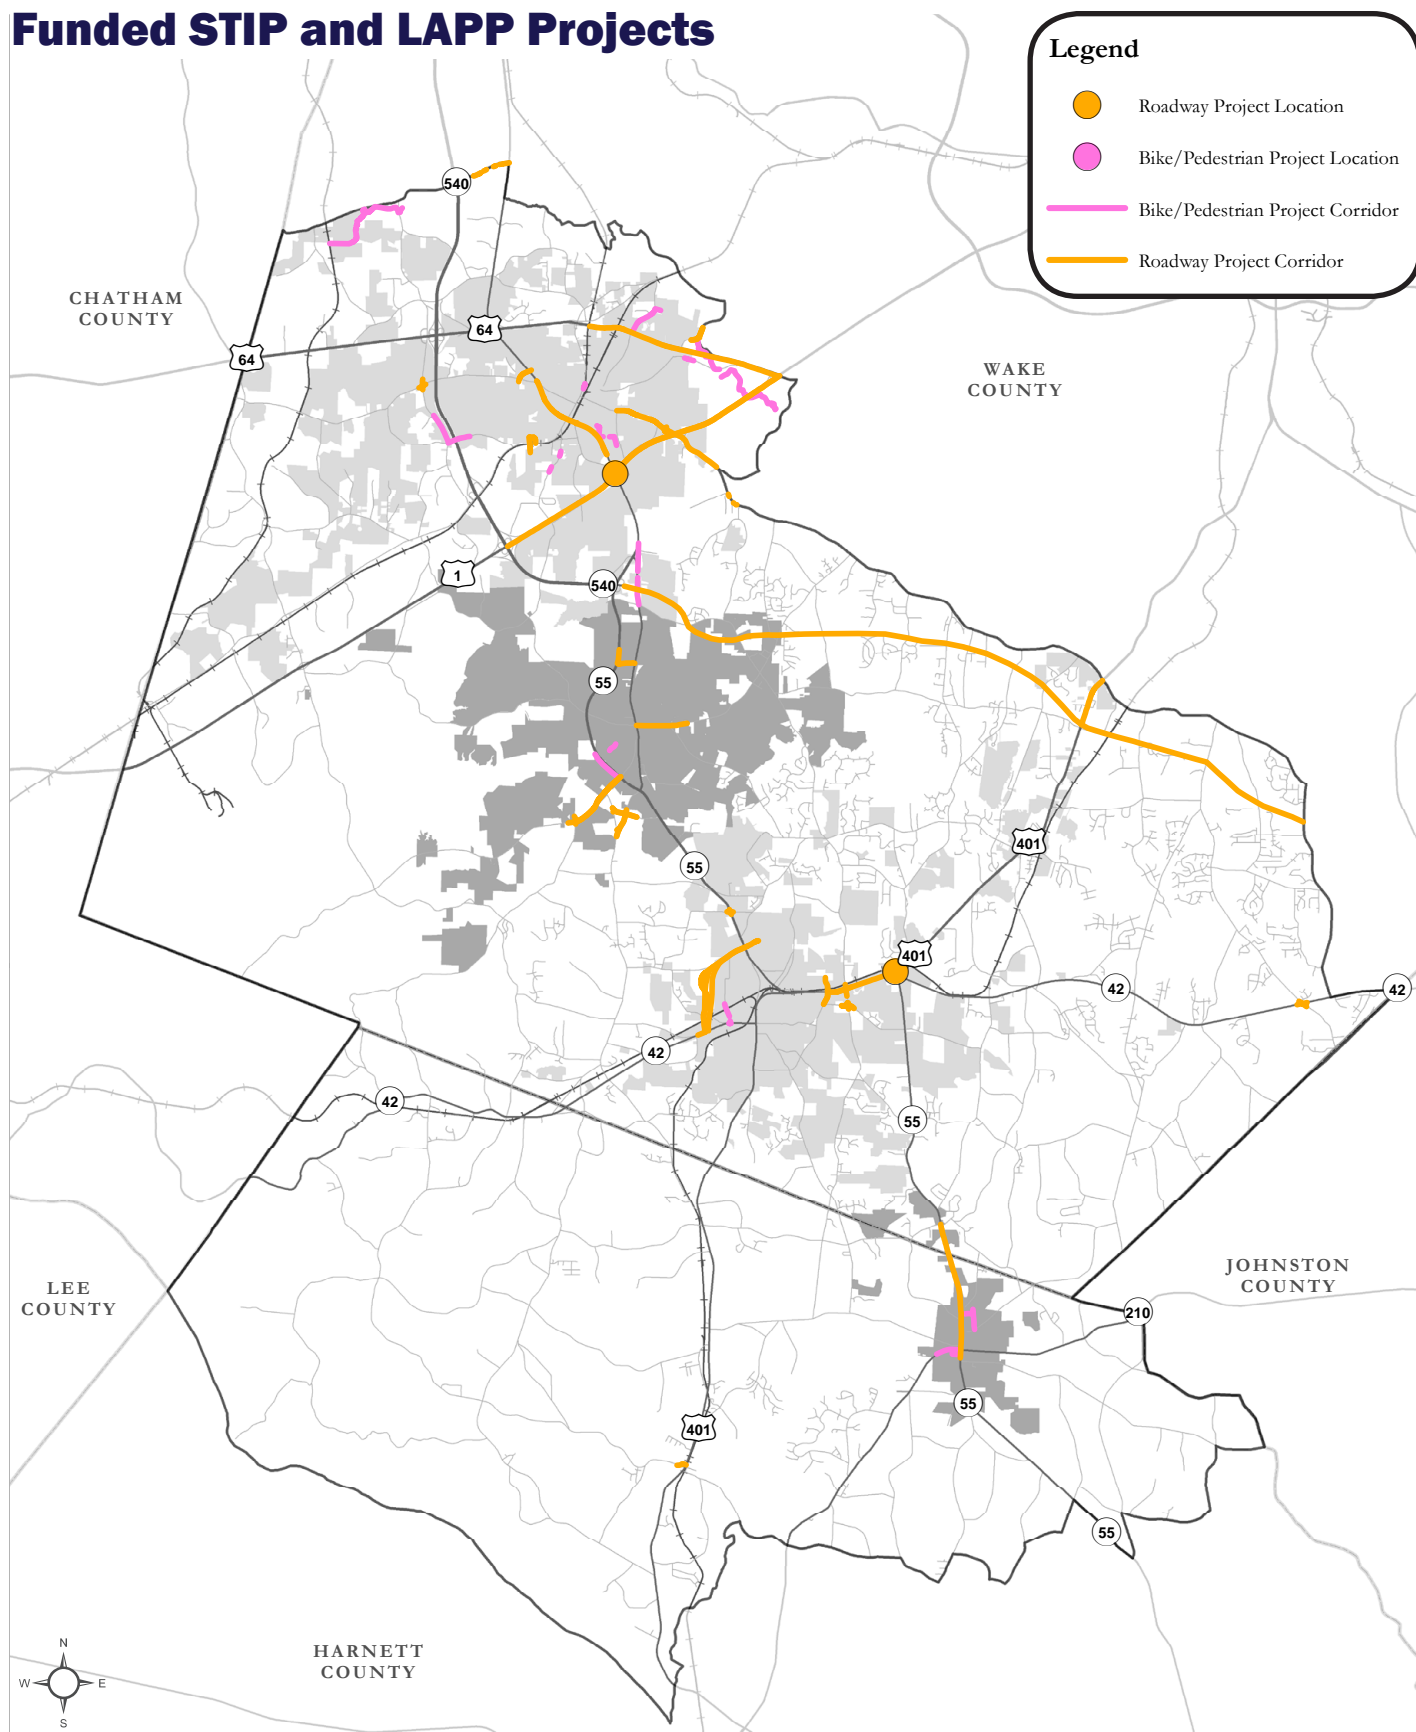 Funded STIP and LAPP Projects
Legend
Roadway Project Location
Bike/Pedestrian Project Location
Bike/Pedestrian Project Corridor
Roadway Project Corridor
540
CHATHAM
COUNTY
64
64
WAKE
COUNTY
1
540
55
401
55
401
42
42
42
42
55
LEE
COUNTY
JOHNSTON
COUNTY
210
55
401
55
HARNETT
COUNTY
N
W
E
S